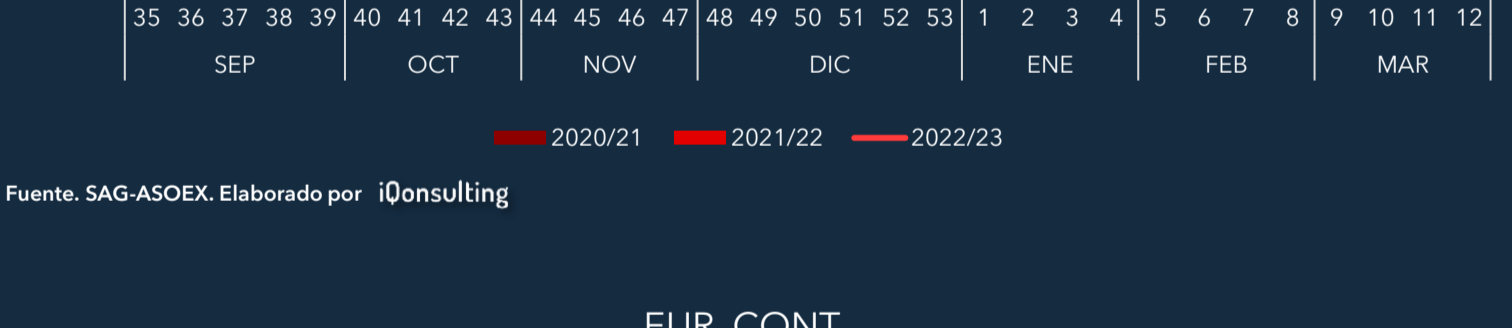 35 36 37 38 39 40 41 42 43 44 45 46 47 48 49 50 51 52 53 1 2 3 4 5 6 7 8 9 10 11 12
SEP OCT NOV DIC ENE FEB MAR
2020/21 2021/22 2022/23
Fuente. SAG-ASOEX. Elaborado por iQonsulting
EUR. CONT